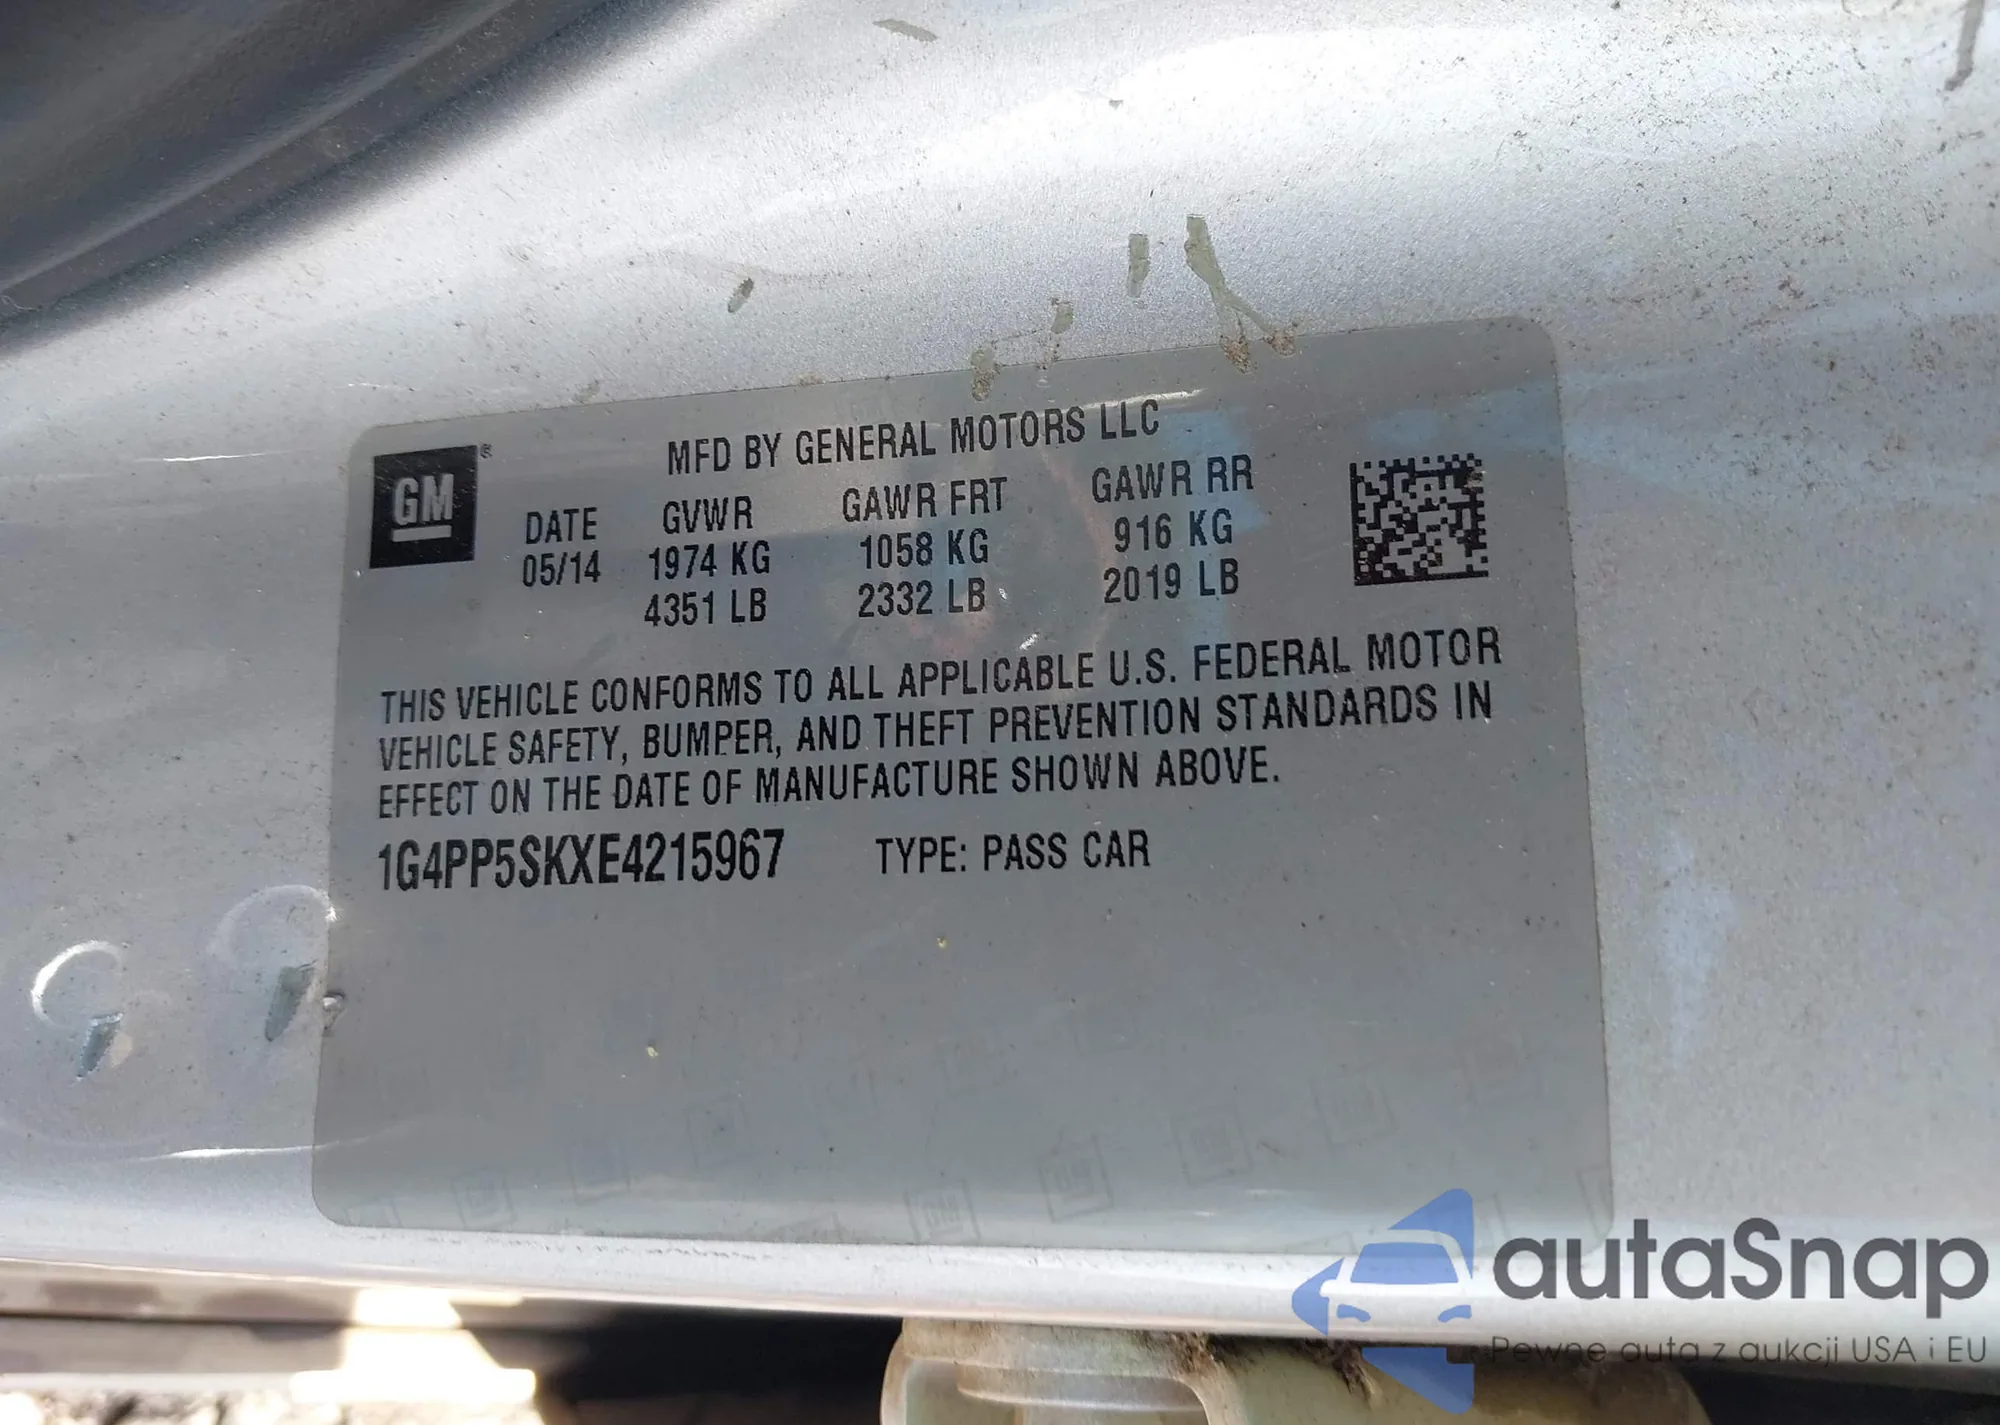 MFD BY GENERAL MOTORS LLC
GM ®
DATE GVWR GAWR FRT GAWR RR
05/14 1974 KG 1058 KG 916 KG
4351 LB 2332 LB 2019 LB
THIS VEHICLE CONFORMS TO ALL APPLICABLE U.S. FEDERAL MOTOR
VEHICLE SAFETY, BUMPER, AND THEFT PREVENTION STANDARDS IN
EFFECT ON THE DATE OF MANUFACTURE SHOWN ABOVE.
1G4PP5SKXE4215967 TYPE: PASS CAR
autaSnap
Pewne auta z aukcji USA i EU